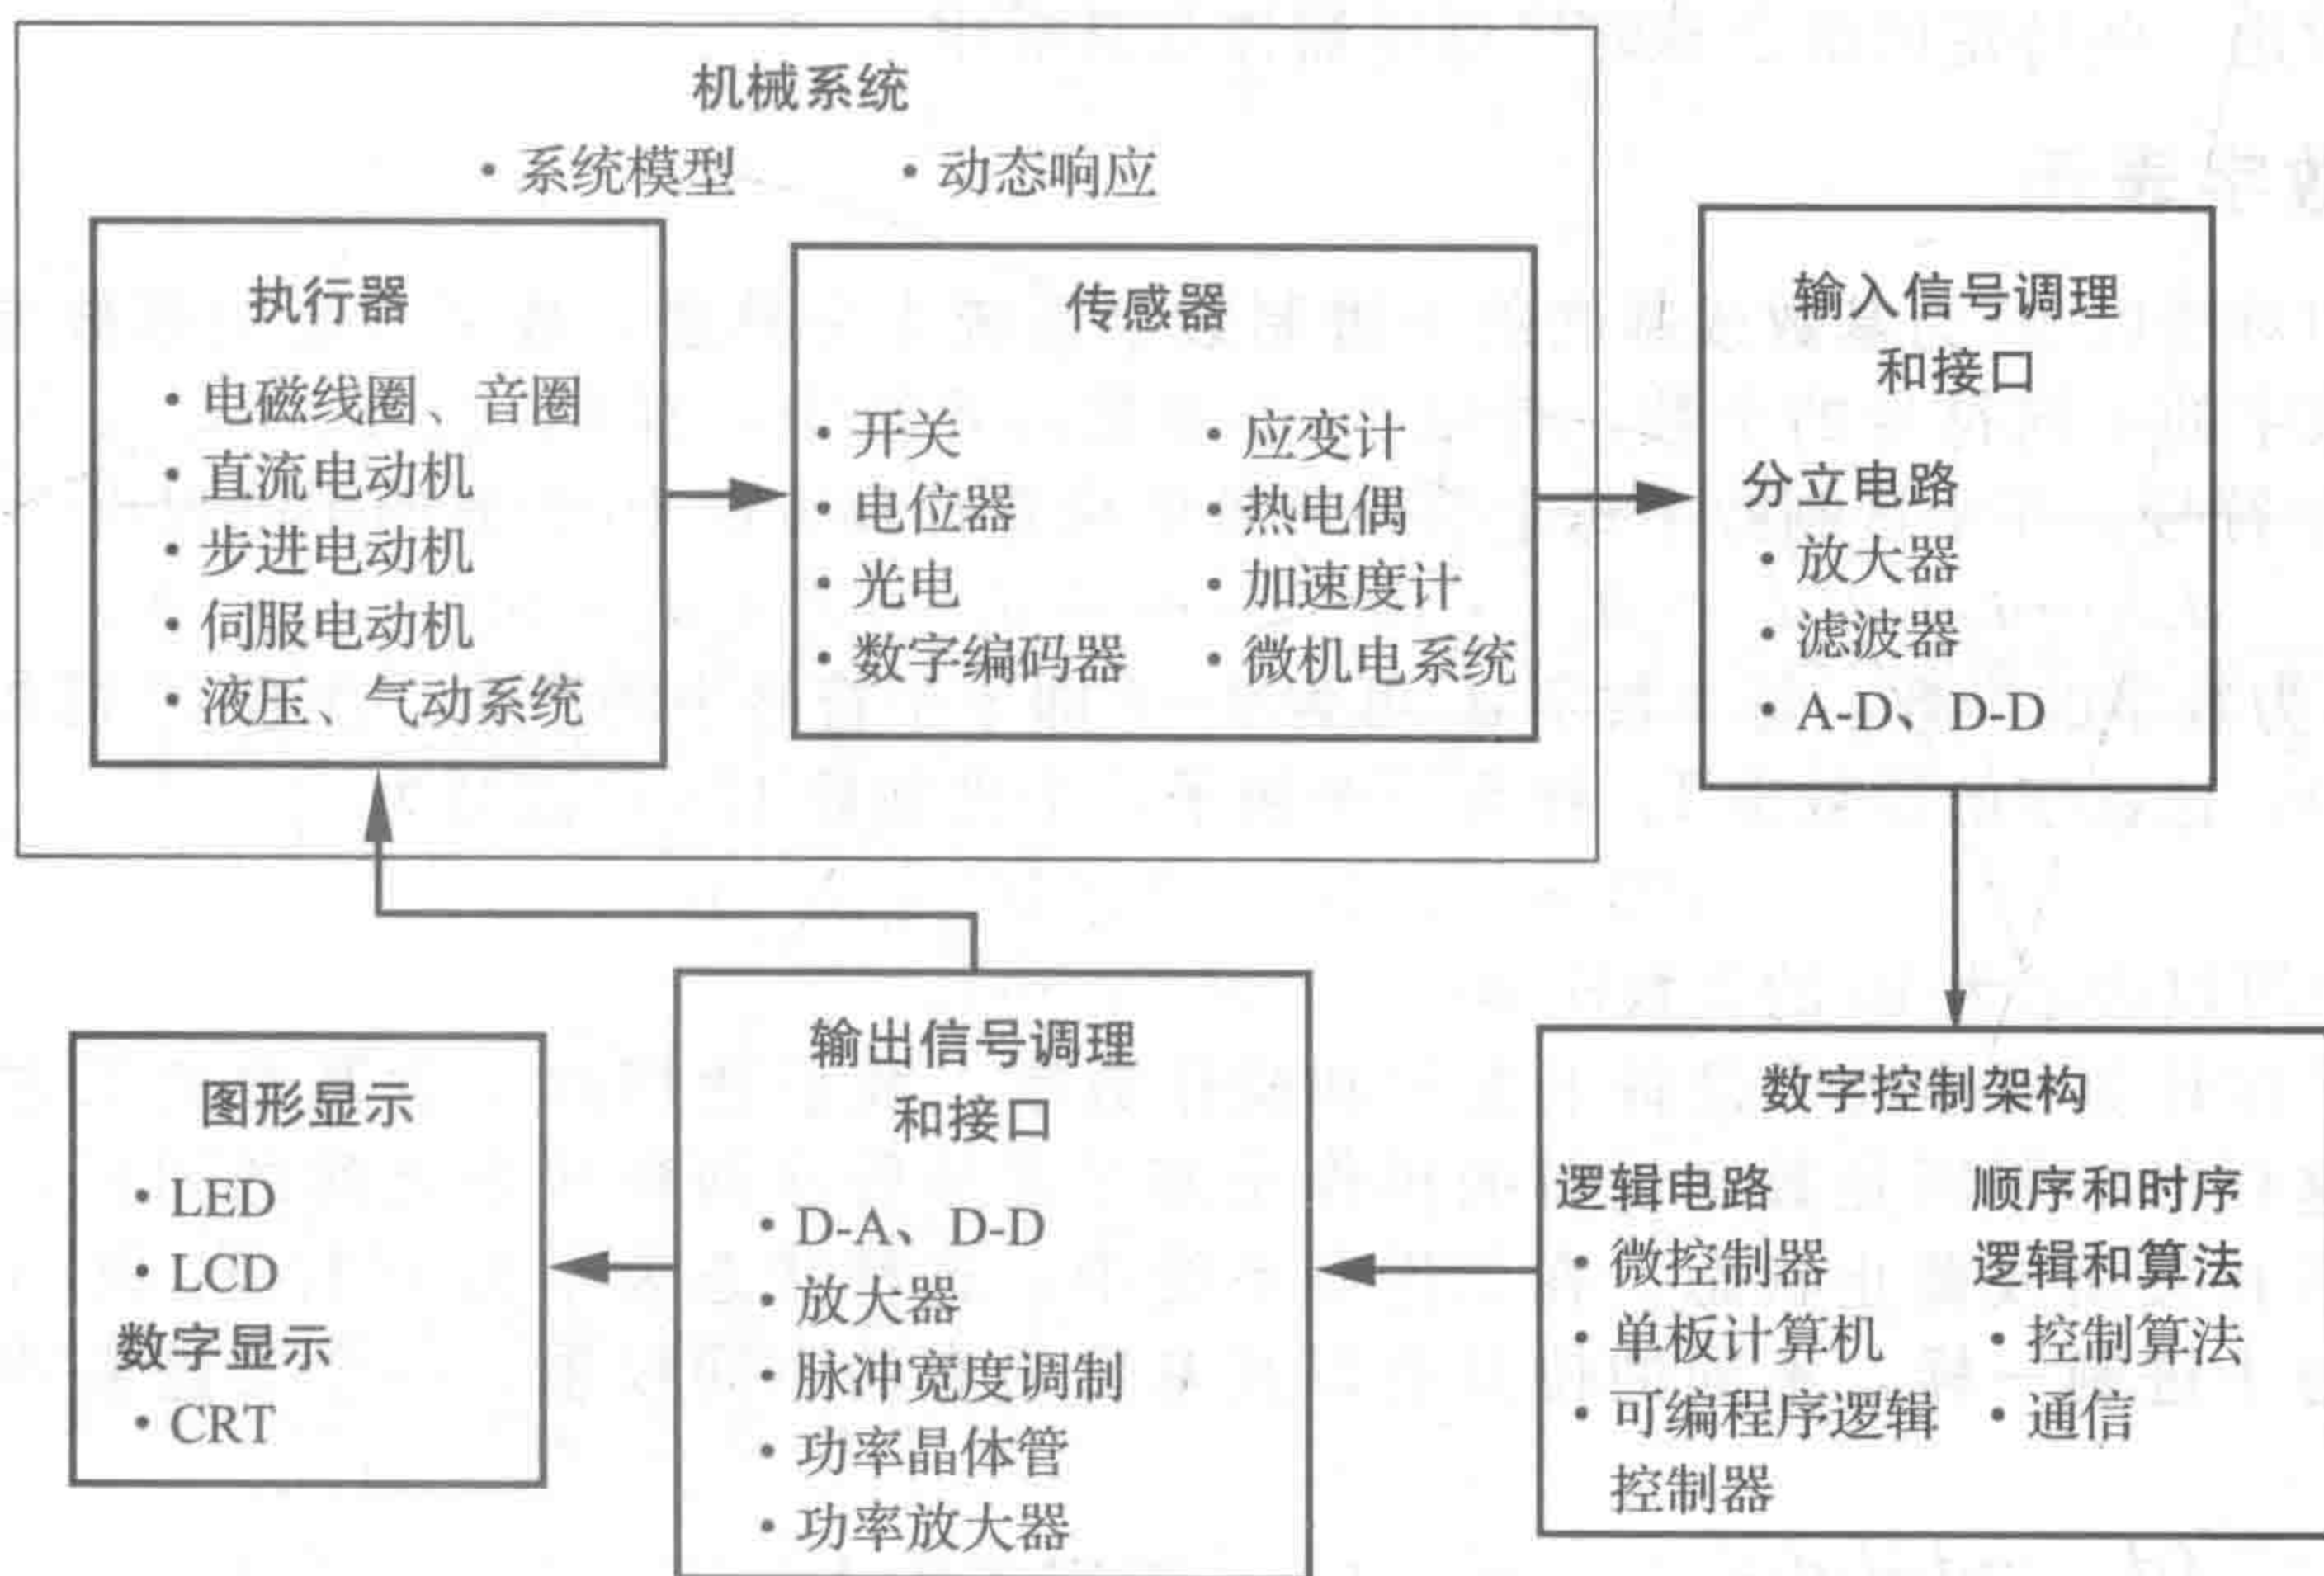 机械系统
・系统模型 ・动态响应
执行器
・电磁线圈、音圈
・直流电动机
・步进电动机
・伺服电动机
・液压、气动系统
传感器
・开关 ・应变计
・电位器 ・热电偶
・光电 ・加速度计
・数字编码器 ・微机电系统
输入信号调理
和接口
分立电路
・放大器
・滤波器
・A-D、D-D
图形显示
・LED
・LCD
数字显示
・CRT
输出信号调理
和接口
・D-A、D-D
・放大器
・脉冲宽度调制
・功率晶体管
・功率放大器
数字控制架构
逻辑电路 顺序和时序
・微控制器 逻辑和算法
・单板计算机 ・控制算法
・可编程序逻辑 ・通信
控制器